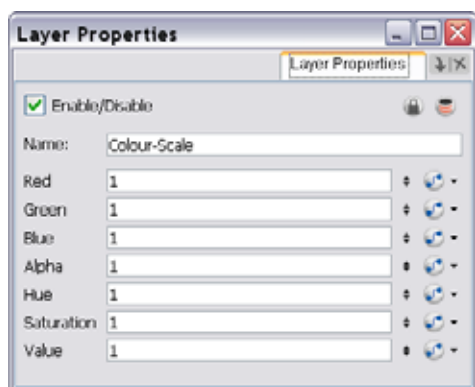 Layer Properties
Layer Properties
Enable/Disable
Name: Colour-Scale
Red 1
Green 1
Blue 1
Alpha 1
Hue 1
Saturation 1
Value 1